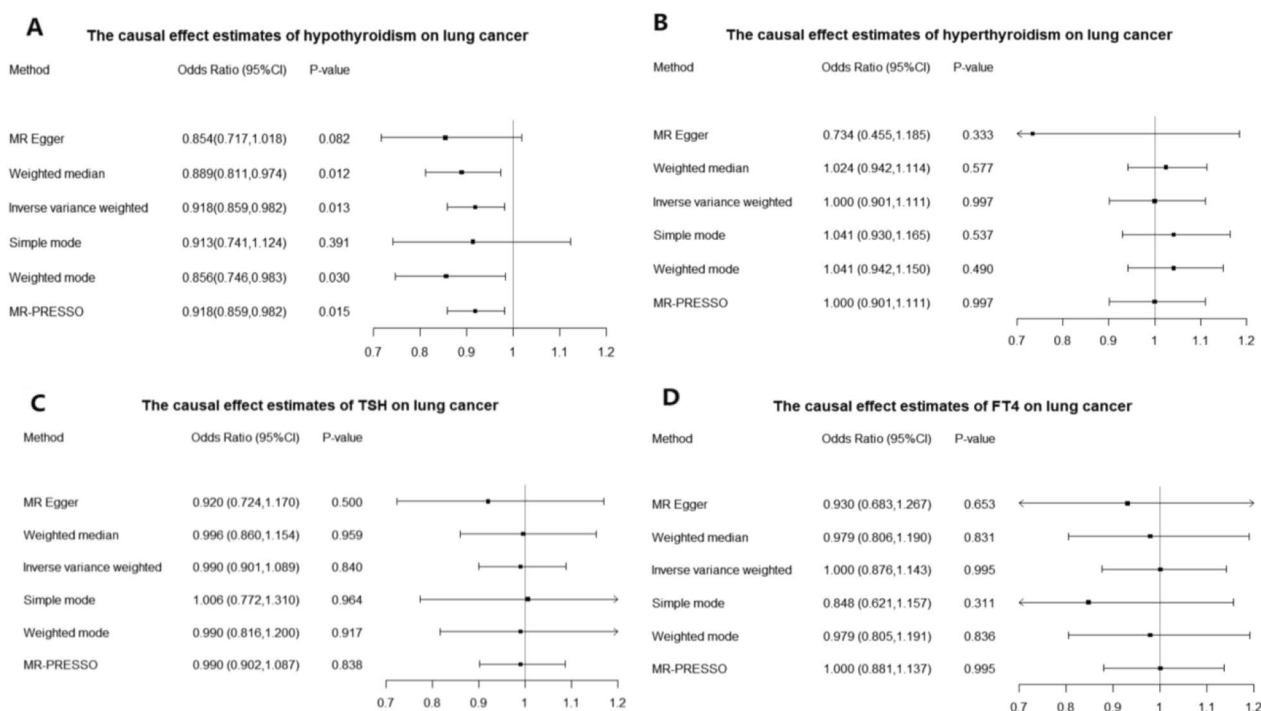 A
The causal effect estimates of hypothyroidism on lung cancer
Method Odds Ratio (95%CI) P-value
MR Egger 0.854(0.717,1.018) 0.082
Weighted median 0.889(0.811,0.974) 0.012
Inverse variance weighted 0.918(0.859,0.982) 0.013
Simple mode 0.913(0.741,1.124) 0.391
Weighted mode 0.856(0.746,0.983) 0.030
MR-PRESSO 0.918(0.859,0.982) 0.015
0.7 0.8 0.9 1 1.1 1.2
B
The causal effect estimates of hyperthyroidism on lung cancer
Method Odds Ratio (95%CI) P-value
MR Egger 0.734 (0.455,1.185) 0.333
Weighted median 1.024 (0.942,1.114) 0.577
Inverse variance weighted 1.000 (0.901,1.111) 0.997
Simple mode 1.041 (0.930,1.165) 0.537
Weighted mode 1.041 (0.942,1.150) 0.490
MR-PRESSO 1.000 (0.901,1.111) 0.997
0.7 0.8 0.9 1 1.1 1.2
C
The causal effect estimates of TSH on lung cancer
Method Odds Ratio (95%CI) P-value
MR Egger 0.920 (0.724,1.170) 0.500
Weighted median 0.996 (0.860,1.154) 0.959
Inverse variance weighted 0.990 (0.901,1.089) 0.840
Simple mode 1.006 (0.772,1.310) 0.964
Weighted mode 0.990 (0.816,1.200) 0.917
MR-PRESSO 0.990 (0.902,1.087) 0.838
0.7 0.8 0.9 1 1.1 1.2
D
The causal effect estimates of FT4 on lung cancer
Method Odds Ratio (95%CI) P-value
MR Egger 0.930 (0.683,1.267) 0.653
Weighted median 0.979 (0.806,1.190) 0.831
Inverse variance weighted 1.000 (0.876,1.143) 0.995
Simple mode 0.848 (0.621,1.157) 0.311
Weighted mode 0.979 (0.805,1.191) 0.836
MR-PRESSO 1.000 (0.881,1.137) 0.995
0.7 0.8 0.9 1 1.1 1.2